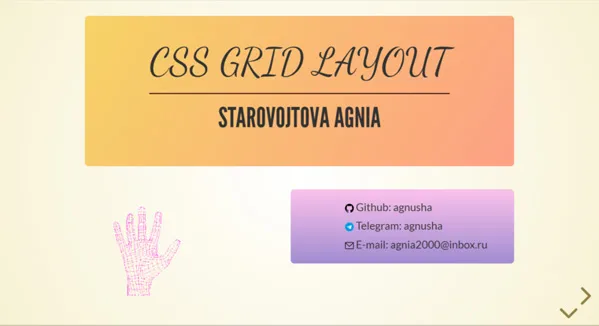 CSS GRID LAYOUT
STAROVOJTOVA AGNIA
Github: agnusha
Telegram: agnusha
E-mail: agnia2000@inbox.ru